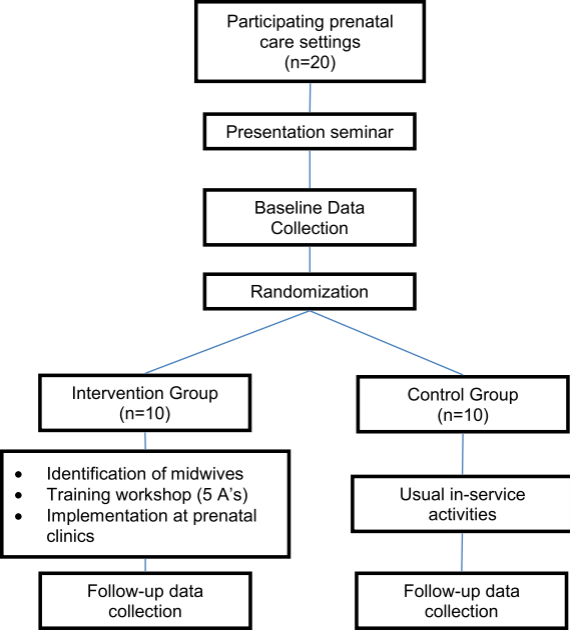 Participating prenatal
care settings
(n=20)
Presentation seminar
Baseline Data
Collection
Randomization
Intervention Group
(n=10)
Control Group
(n=10)
• Identification of midwives
• Training workshop (5 A's)
• Implementation at prenatal
clinics
Usual in-service
activities
Follow-up data
collection
Follow-up data
collection